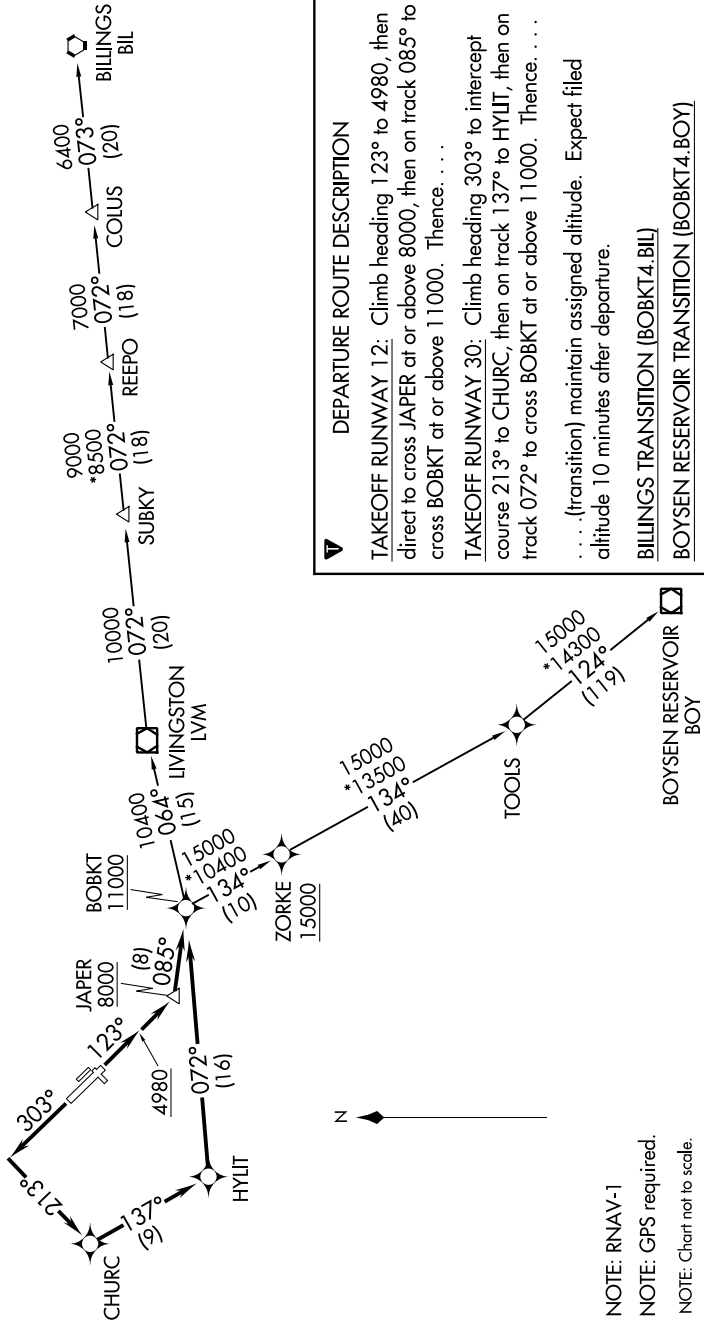 303°
213°
CHURC
137°
(9)
HYLIT
072°
(16)
123°
4980
JAPER
8000
(8)
085°
BOBKT
11000
10400
064°
(15)
LIVINGSTON
LVM
10000
072°
(20)
SUBKY
9000
*8500
072°
(18)
REEPO
7000
072°
(18)
COLUS
6400
073°
(20)
BILLINGS
BIL
15000
*10400
134°
(10)
ZORKE
15000
15000
*13500
134°
(40)
TOOLS
15000
*14300
124°
(119)
BOYSEN RESERVOIR
BOY
N
NOTE: RNAV-1
NOTE: GPS required.
NOTE: Chart not to scale.
T
DEPARTURE ROUTE DESCRIPTION
TAKEOFF RUNWAY 12: Climb heading 123° to 4980, then
direct to cross JAPER at or above 8000, then on track 085° to
cross BOBKT at or above 11000. Thence. . . .
TAKEOFF RUNWAY 30: Climb heading 303° to intercept
course 213° to CHURC, then on track 137° to HYLIT, then on
track 072° to cross BOBKT at or above 11000. Thence. . . .
. . . .(transition) maintain assigned altitude. Expect filed
altitude 10 minutes after departure.
BILLINGS TRANSITION (BOBKT4.BIL)
BOYSEN RESERVOIR TRANSITION (BOBKT4.BOY)